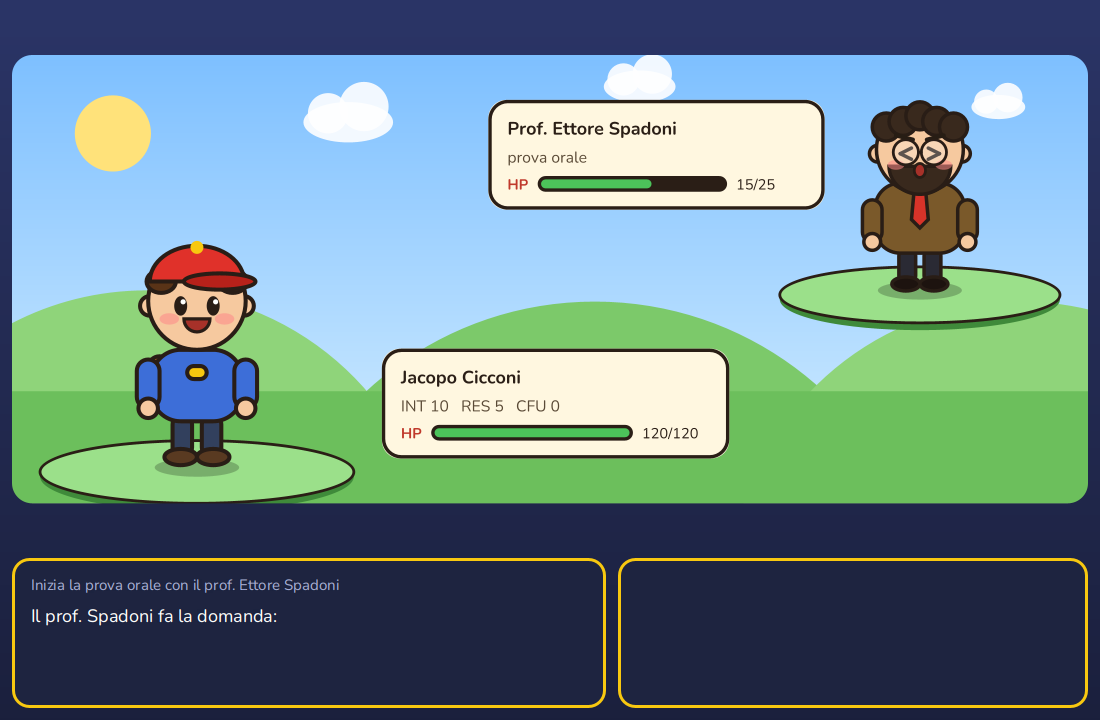 Prof. Ettore Spadoni
prova orale
HP 15/25
Jacopo Cicconi
INT 10 RES 5 CFU 0
HP 120/120
Inizia la prova orale con il prof. Ettore Spadoni
Il prof. Spadoni fa la domanda: